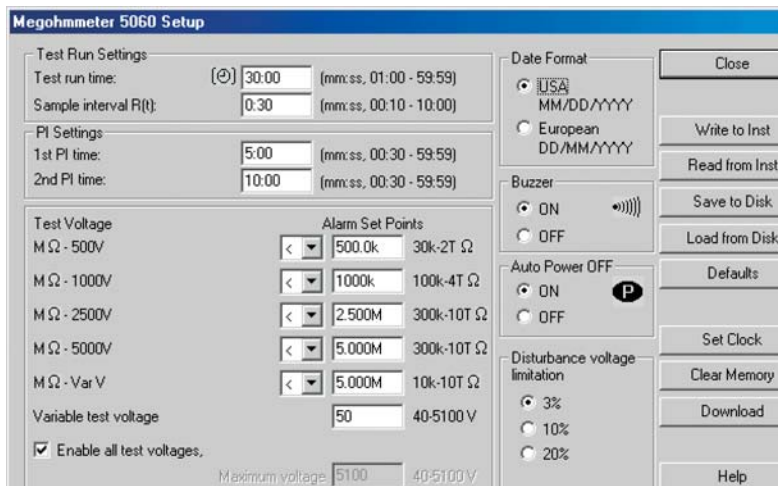 Megohmmeter 5060 Setup
Test Run Settings
Test run time: 30:00 (mm:ss, 01:00 - 59:59)
Sample interval R(t): 0:30 (mm:ss, 00:10 - 10:00)
PI Settings
1st PI time: 5:00 (mm:ss, 00:30 - 59:59)
2nd PI time: 10:00 (mm:ss, 00:30 - 59:59)
Test Voltage Alarm Set Points
M Ω - 500V < 500.0k 30k-2T Ω
M Ω - 1000V < 1000k 100k-4T Ω
M Ω - 2500V < 2.500M 300k-10T Ω
M Ω - 5000V < 5.000M 300k-10T Ω
M Ω - Var V < 5.000M 10k-10T Ω
Variable test voltage 50 40-5100 V
Enable all test voltages,
Maximum voltage 5100 40-5100 V
Date Format
USA
MM/DD/YYYY
European
DD/MM/YYYY
Buzzer
ON
OFF
Auto Power OFF
ON P
OFF
Disturbance voltage
limitation
3%
10%
20%
Close
Write to Inst
Read from Inst
Save to Disk
Load from Disk
Defaults
Set Clock
Clear Memory
Download
Help